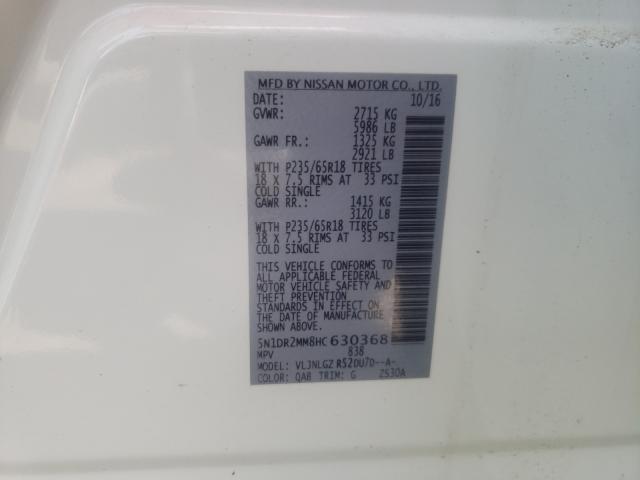 MFD BY NISSAN MOTOR CO., LTD.
DATE: 10/16
GVWR: 2715 KG
5986 LB
GAWR FR.: 1325 KG
2921 LB
WITH P235/65R18 TIRES
18 X 7.5 RIMS AT 33 PSI
COLD SINGLE
GAWR RR.: 1415 KG
3120 LB
WITH P235/65R18 TIRES
18 X 7.5 RIMS AT 33 PSI
COLD SINGLE
THIS VEHICLE CONFORMS TO
ALL APPLICABLE FEDERAL
MOTOR VEHICLE SAFETY AND
THEFT PREVENTION
STANDARDS IN EFFECT ON
THE DATE OF MANUFACTURE
SHOWN ABOVE.
5N1DR2MM8HC 630368
MPV 838
MODEL: VLJNLGZ R52DU7D--A-
COLOR: QAB TRIM: G ZS30A